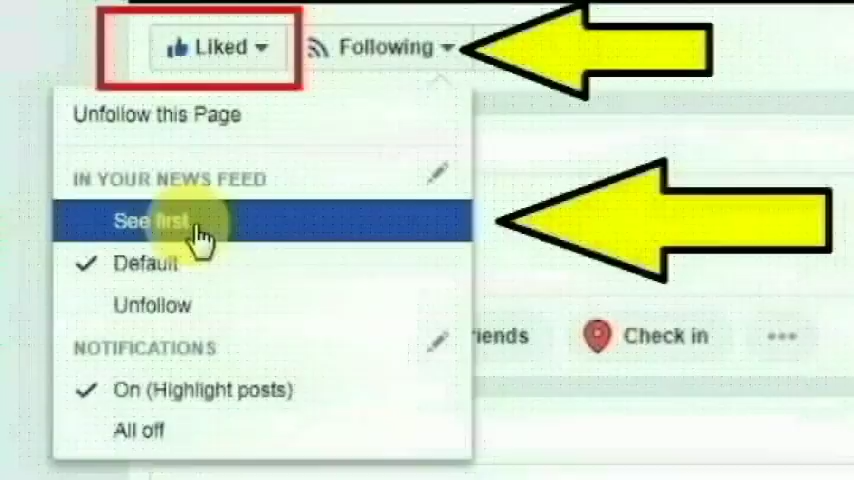 Liked Following
Unfollow this Page
IN YOUR NEWS FEED
See first
Default
Unfollow
NOTIFICATIONS
On (Highlight posts)
All off
riends Check in